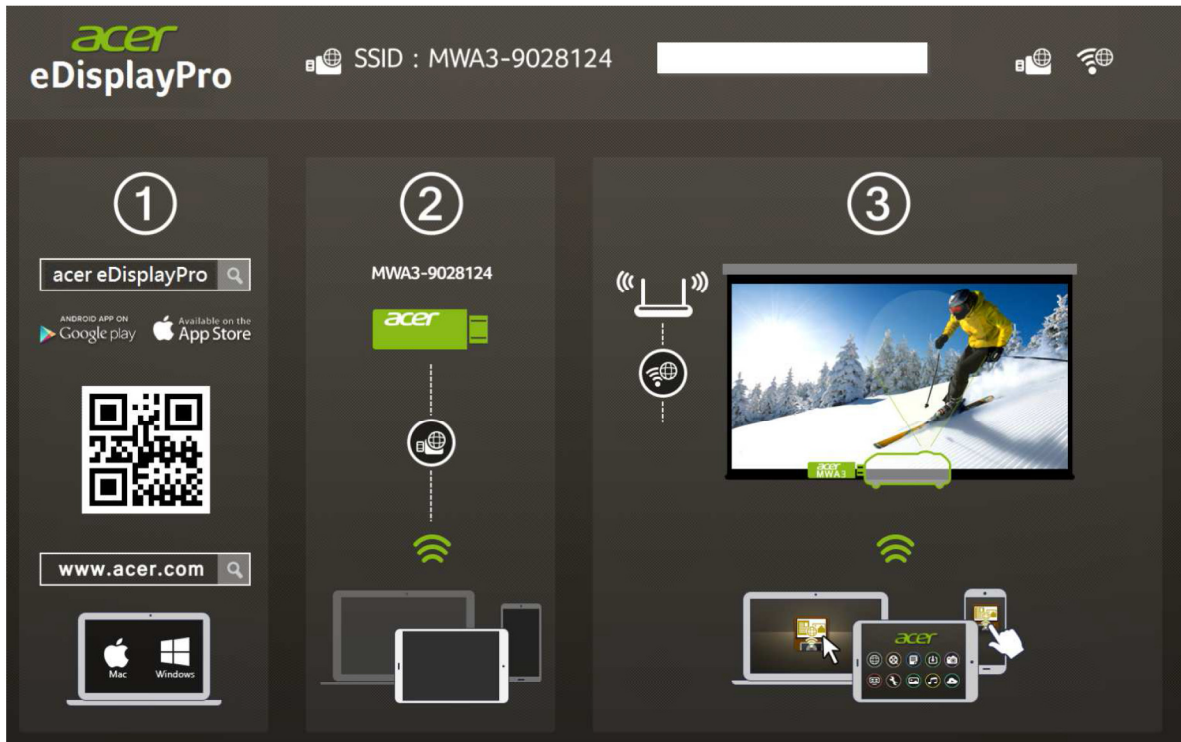 acer
eDisplayPro
SSID : MWA3-9028124
1
acer eDisplayPro
ANDROID APP ON
Google play
Available on the
App Store
www.acer.com
Mac
Windows
2
MWA3-9028124
acer
3
acer
MWA3
acer